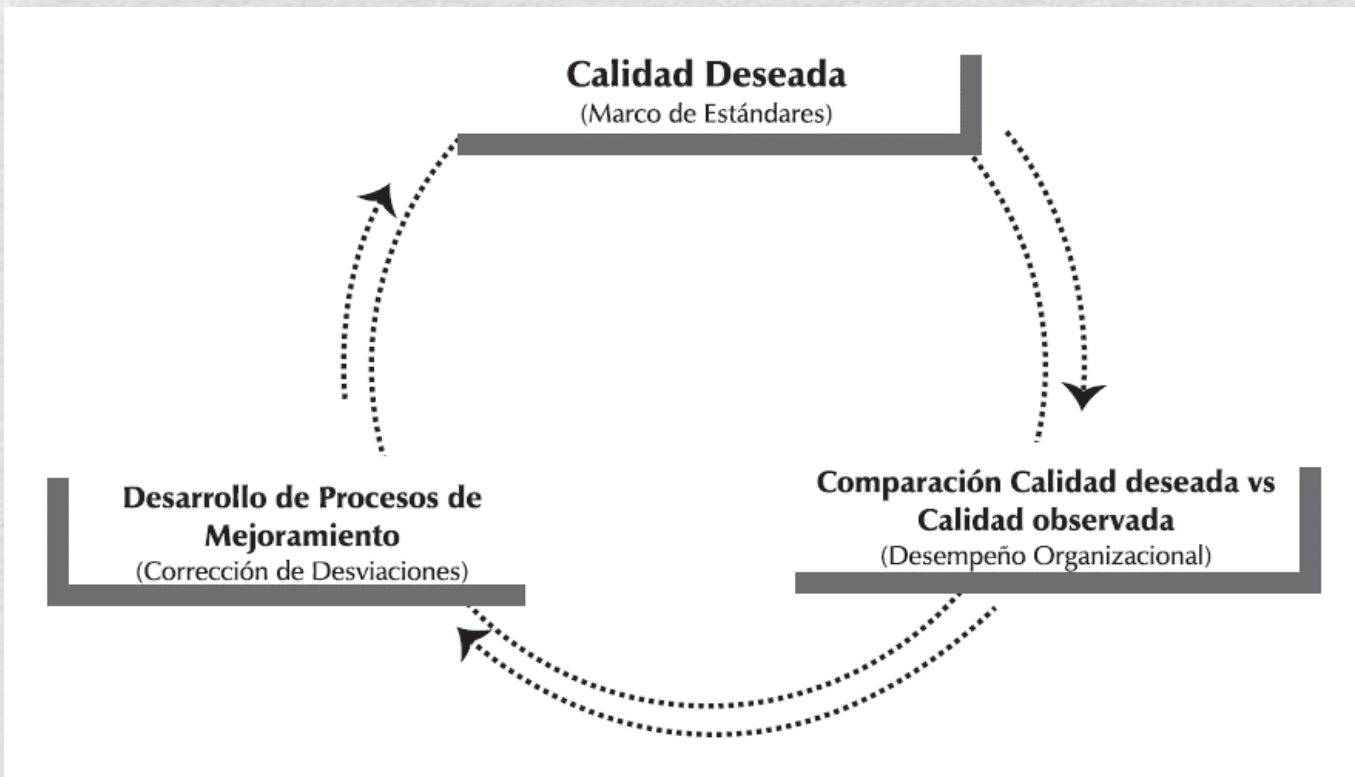 Calidad Deseada
(Marco de Estándares)
Comparación Calidad deseada vs
Calidad observada
(Desempeño Organizacional)
Desarrollo de Procesos de
Mejoramiento
(Corrección de Desviaciones)